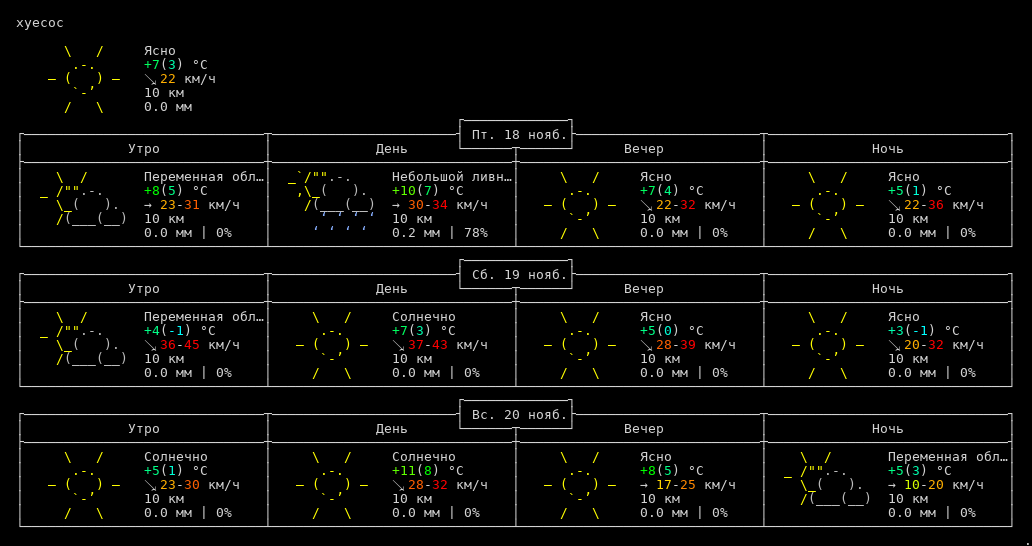 хуесос
Ясно
+7(3) °C
↘ 22 км/ч
10 км
0.0 мм
Пт. 18 нояб.
Утро День Вечер Ночь
Переменная обл… Небольшой ливн… Ясно Ясно
+8(5) °C +10(7) °C +7(4) °C +5(1) °C
→ 23-31 км/ч → 30-34 км/ч ↘ 22-32 км/ч ↘ 22-36 км/ч
10 км 10 км 10 км 10 км
0.0 мм | 0% 0.2 мм | 78% 0.0 мм | 0% 0.0 мм | 0%
Сб. 19 нояб.
Утро День Вечер Ночь
Переменная обл… Солнечно Ясно Ясно
+4(-1) °C +7(3) °C +5(0) °C +3(-1) °C
↘ 36-45 км/ч ↘ 37-43 км/ч ↘ 28-39 км/ч ↘ 20-32 км/ч
10 км 10 км 10 км 10 км
0.0 мм | 0% 0.0 мм | 0% 0.0 мм | 0% 0.0 мм | 0%
Вс. 20 нояб.
Утро День Вечер Ночь
Солнечно Солнечно Ясно Переменная обл…
+5(1) °C +11(8) °C +8(5) °C +5(3) °C
↘ 23-30 км/ч ↘ 28-32 км/ч → 17-25 км/ч → 10-20 км/ч
10 км 10 км 10 км 10 км
0.0 мм | 0% 0.0 мм | 0% 0.0 мм | 0% 0.0 мм | 0%